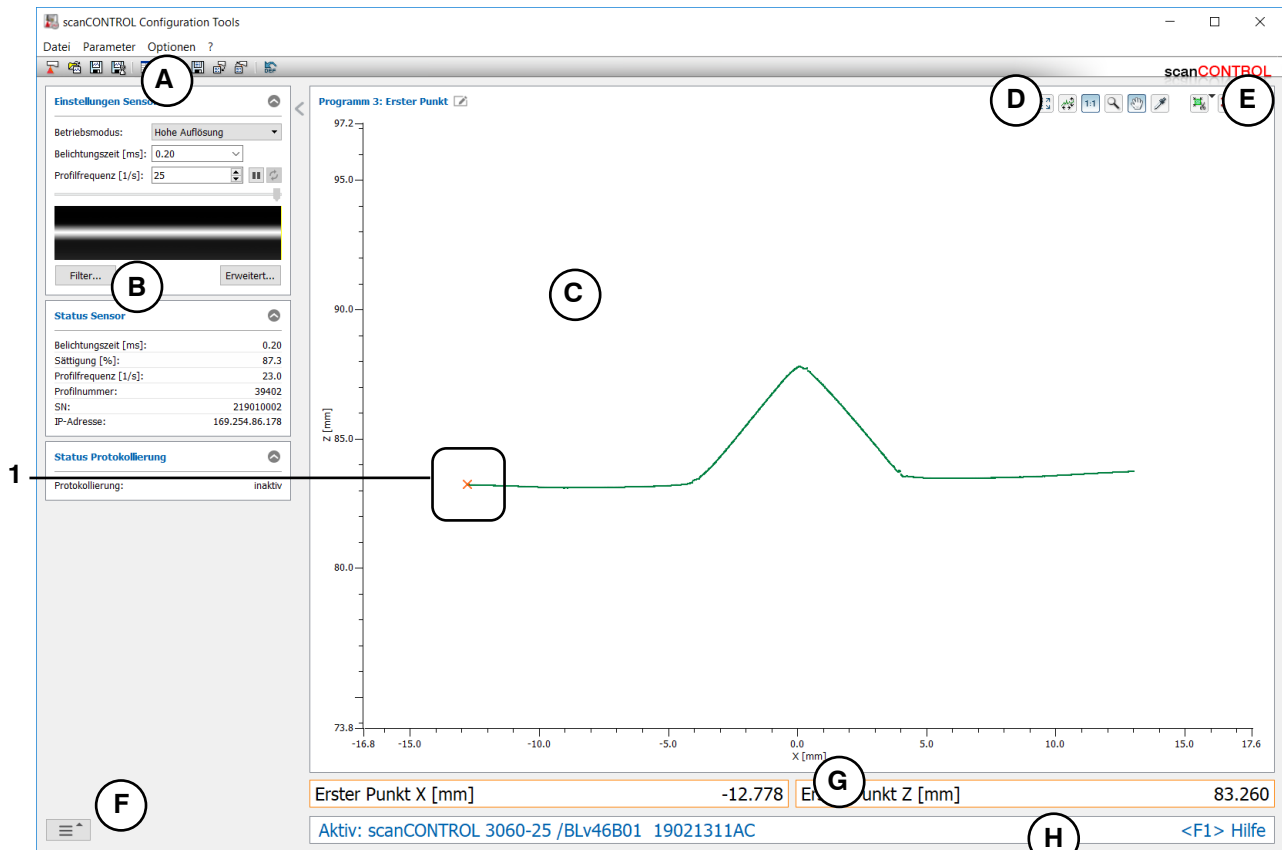 scanCONTROL Configuration Tools
Datei Parameter Optionen ?
scanCONTROL
A
D
E
Einstellungen Sensor
Betriebsmodus: Hohe Auflösung
Belichtungszeit [ms]: 0.20
Profilfrequenz [1/s]: 25
Filter... Erweitert...
B
Status Sensor
Belichtungszeit [ms]: 0.20
Sättigung [%]: 87.3
Profilfrequenz [1/s]: 23.0
Profilnummer: 39402
SN: 219010002
IP-Adresse: 169.254.86.178
Status Protokollierung
Protokollierung: inaktiv
1
Programm 3: Erster Punkt
1:1
C
97.2
95.0
90.0
Z [mm]
85.0
80.0
73.8
-16.8 -15.0 -10.0 -5.0 0.0 5.0 10.0 15.0 17.6
X [mm]
F
G
Erster Punkt X [mm] -12.778
Punkt Z [mm] 83.260
Aktiv: scanCONTROL 3060-25 /BLv46B01 19021311AC
H
<F1> Hilfe